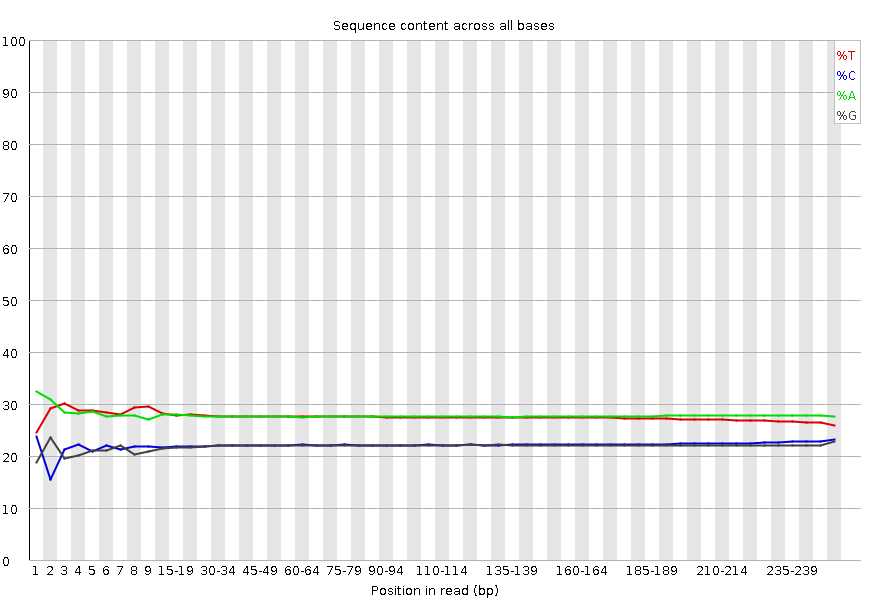 Sequence content across all bases
100
90
80
70
60
50
40
30
20
10
0
%T
%C
%A
%G
1 2 3 4 5 6 7 8 9 15-19 30-34 45-49 60-64 75-79 90-94 110-114 135-139 160-164 185-189 210-214 235-239
Position in read (bp)